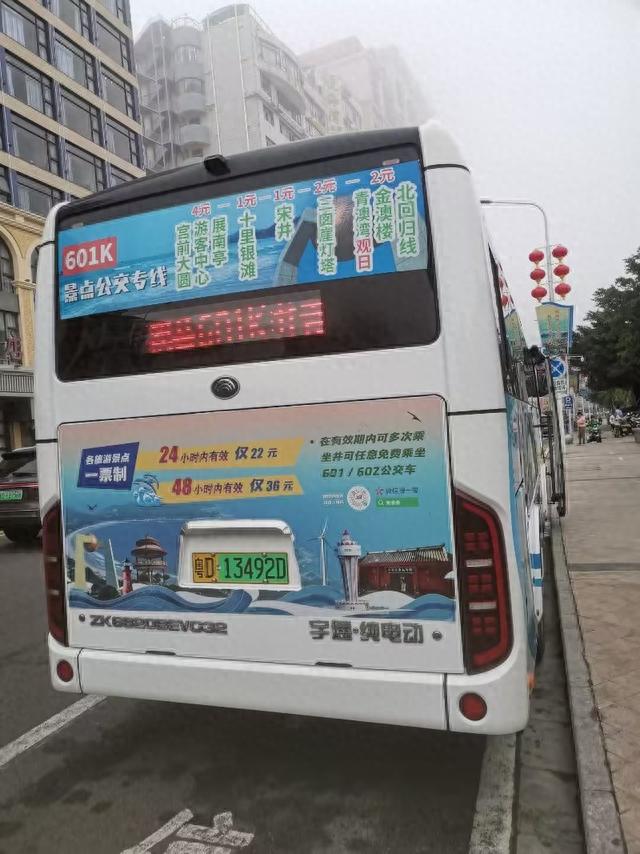 601K
景点公交专线
4元 1元 1元 2元 2元
宫前大圆
游客中心
展南亭
十里银滩
宋井
三囱崖灯塔
青澳湾观日
金澳楼
北回归线
各旅游景点
一票制
24小时内有效 仅22元
48小时内有效 仅36元
·在有效期内可多次乘
坐并可任意免费乘坐
601 / 602公交车
粤D 13492D
宇通·纯电动